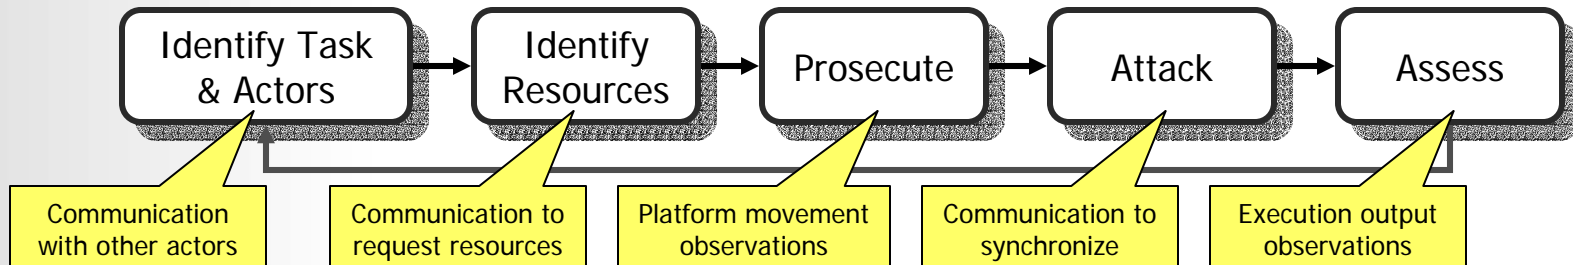 Identify Task
& Actors
Identify
Resources
Prosecute
Attack
Assess
Communication
with other actors
Communication to
request resources
Platform movement
observations
Communication to
synchronize
Execution output
observations